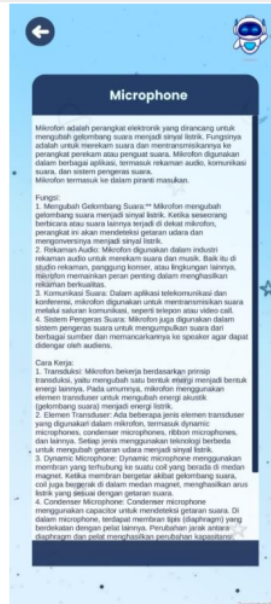 Microphone
Mikrofon adalah perangkat elektronik yang dirancang untuk
mengubah gelombang suara menjadi sinyal listrik. Fungsinya
adalah untuk merekam suara dan mentransmisikannya ke
perangkat perekam atau penguat suara. Mikrofon digunakan
dalam berbagai aplikasi, termasuk rekaman audio, komunikasi
suara, dan sistem pengeras suara.
Mikrofon termasuk ke dalam piranti masukan.
Fungsi:
1. Mengubah Gelombang Suara:** Mikrofon mengubah
gelombang suara menjadi sinyal listrik. Ketika seseorang
berbicara atau suara lainnya terjadi di dekat mikrofon,
perangkat ini akan mendeteksi getaran udara dan
mengonversinya menjadi sinyal listrik.
2. Rekaman Audio: Mikrofon digunakan dalam industri
rekaman audio untuk merekam suara dan musik. Baik itu di
studio rekaman, panggung konser, atau lingkungan lainnya,
mikrofon memainkan peran penting dalam menghasilkan
rekaman berkualitas.
3. Komunikasi Suara: Dalam aplikasi telekomunikasi dan
konferensi, mikrofon digunakan untuk mentransmisikan suara
melalui saluran komunikasi, seperti telepon atau video call.
4. Sistem Pengeras Suara: Mikrofon juga digunakan dalam
sistem pengeras suara untuk mengumpulkan suara dari
berbagai sumber dan memancarkannya ke speaker agar dapat
didengar oleh audiens.
Cara Kerja:
1. Transduksi: Mikrofon bekerja berdasarkan prinsip
transduksi, yaitu mengubah satu bentuk energi menjadi bentuk
energi lainnya. Pada umumnya, mikrofon menggunakan
elemen transduser untuk mengubah energi akustik
(gelombang suara) menjadi energi listrik.
2. Elemen Transduser: Ada beberapa jenis elemen transduser
yang digunakan dalam mikrofon, termasuk dynamic
microphones, condenser microphones, ribbon microphones,
dan lainnya. Setiap jenis menggunakan teknologi berbeda
untuk mengubah getaran udara menjadi sinyal listrik.
3. Dynamic Microphone: Dynamic microphone menggunakan
membran yang terhubung ke suatu coil yang berada di medan
magnet. Ketika membran bergetar akibat gelombang suara,
coil juga bergerak di dalam medan magnet, menghasilkan arus
listrik yang sesuai dengan getaran suara.
4. Condenser Microphone: Condenser microphone
menggunakan capacitor untuk mendeteksi getaran suara. Di
dalam microphone, terdapat membran tipis (diaphragm) yang
berdekatan dengan pelat lainnya. Perubahan jarak antara
diaphragm dan pelat menghasilkan perubahan kapasitansi